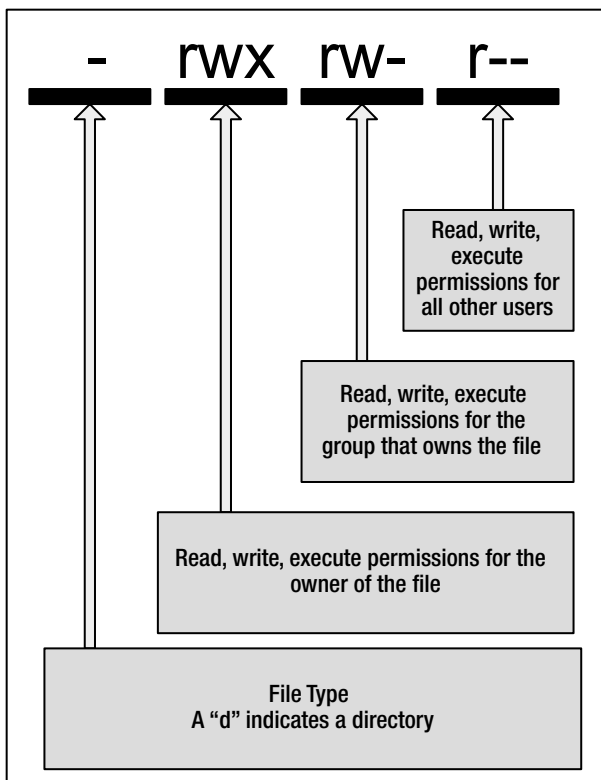 - rwx rw- r--
Read, write,
execute
permissions for
all other users
Read, write, execute
permissions for the
group that owns the file
Read, write, execute permissions for the
owner of the file
File Type
A “d” indicates a directory